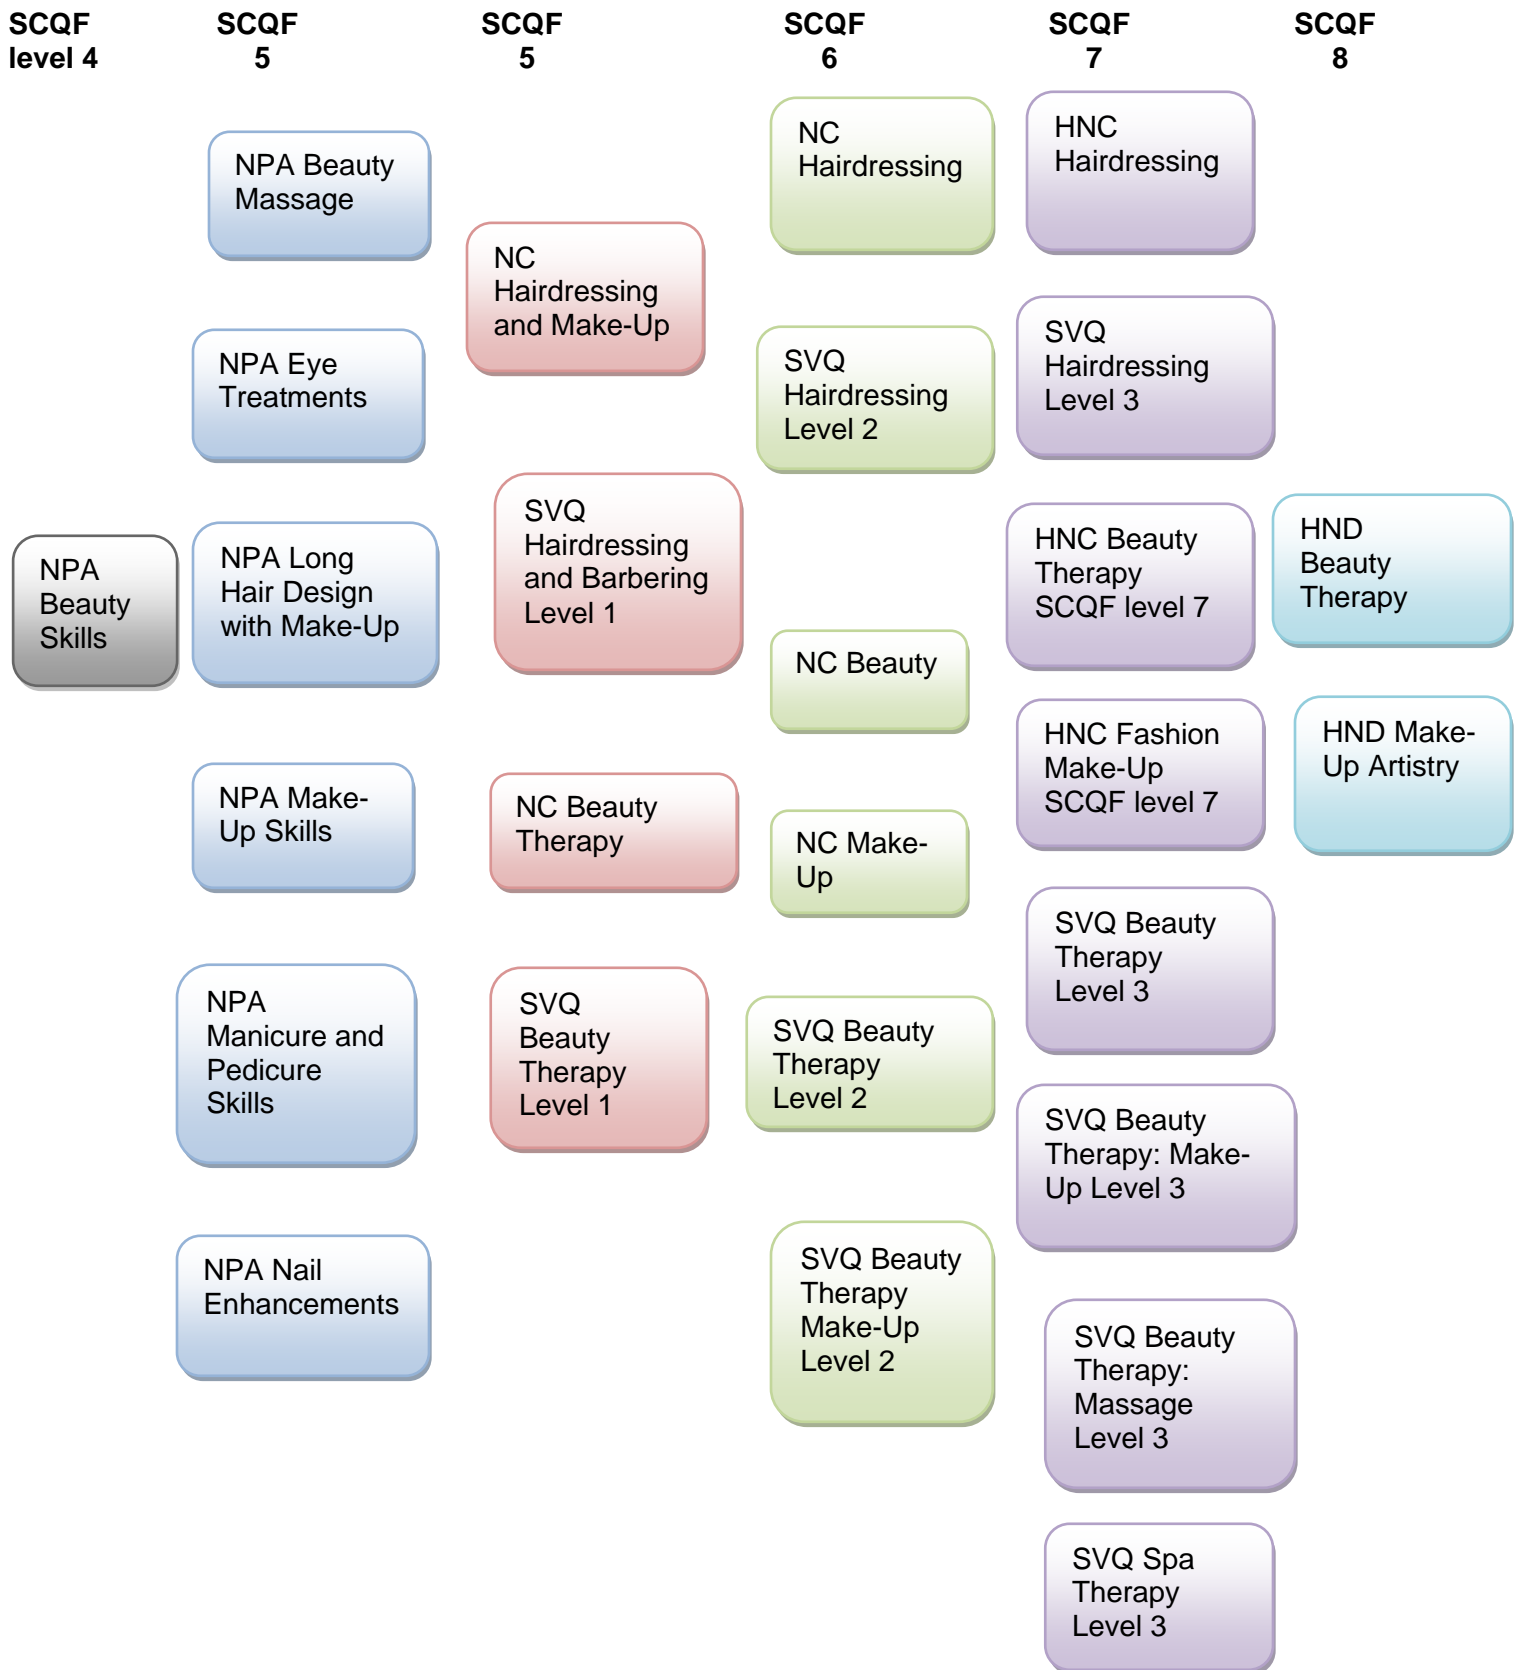 SCQF
level 4
SCQF
5
SCQF
5
SCQF
6
SCQF
7
SCQF
8
NPA
Beauty
Skills
NPA Beauty
Massage
NPA Eye
Treatments
NPA Long
Hair Design
with Make-Up
NPA Make-
Up Skills
NPA
Manicure and
Pedicure
Skills
NPA Nail
Enhancements
NC
Hairdressing
and Make-Up
SVQ
Hairdressing
and Barbering
Level 1
NC Beauty
Therapy
SVQ
Beauty
Therapy
Level 1
NC
Hairdressing
SVQ
Hairdressing
Level 2
NC Beauty
NC Make-
Up
SVQ Beauty
Therapy
Level 2
SVQ Beauty
Therapy
Make-Up
Level 2
HNC
Hairdressing
SVQ
Hairdressing
Level 3
HNC Beauty
Therapy
SCQF level 7
HNC Fashion
Make-Up
SCQF level 7
SVQ Beauty
Therapy
Level 3
SVQ Beauty
Therapy: Make-
Up Level 3
SVQ Beauty
Therapy:
Massage
Level 3
SVQ Spa
Therapy
Level 3
HND
Beauty
Therapy
HND Make-
Up Artistry